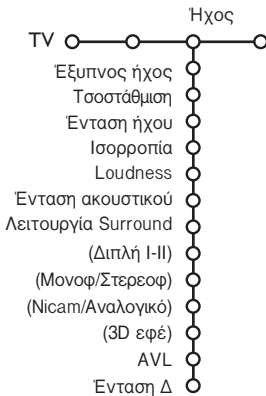 Ήχος
TV
Έξυπνος ήχος
Τσοστάθμιση
Ένταση ήχου
Ισορροπία
Loudness
Ένταση ακουστικού
Λειτουργία Surround
(Διπλή I-II)
(Μονοφ/Στερεοφ)
(Nicam/Αναλογικό)
(3D εφέ)
AVL
Ένταση Δ